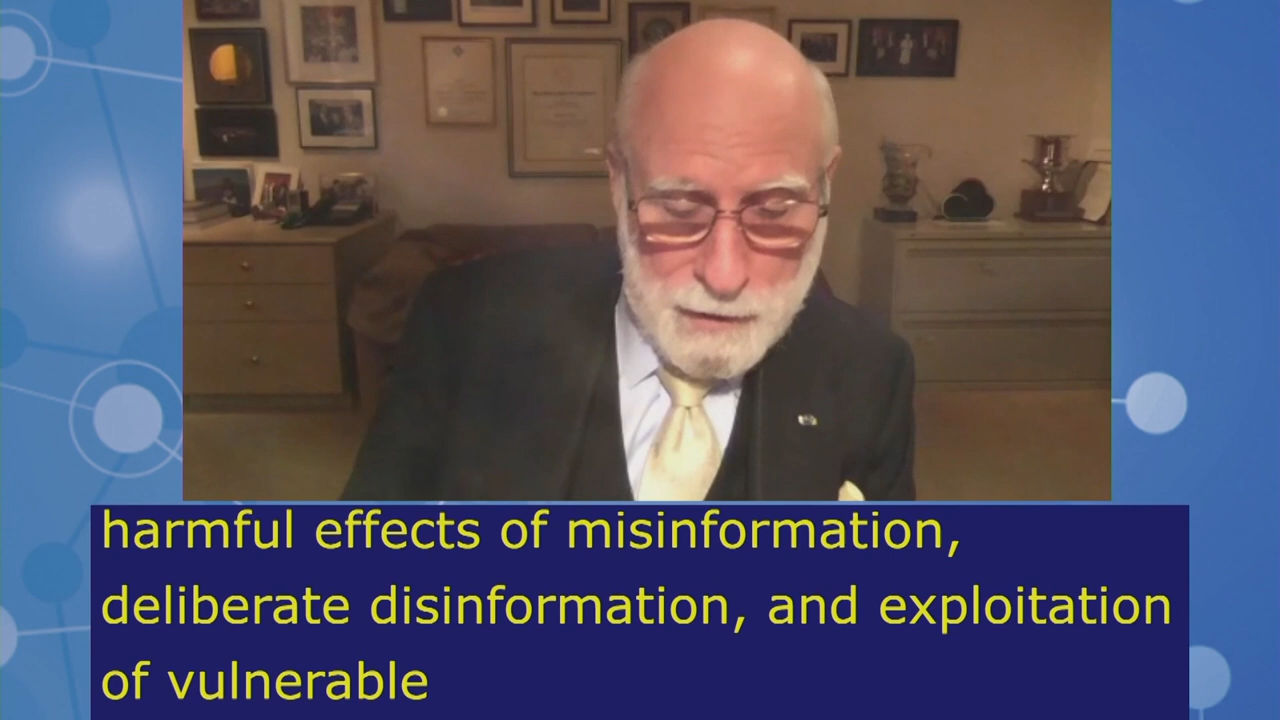 harmful effects of misinformation,
deliberate disinformation, and exploitation
of vulnerable